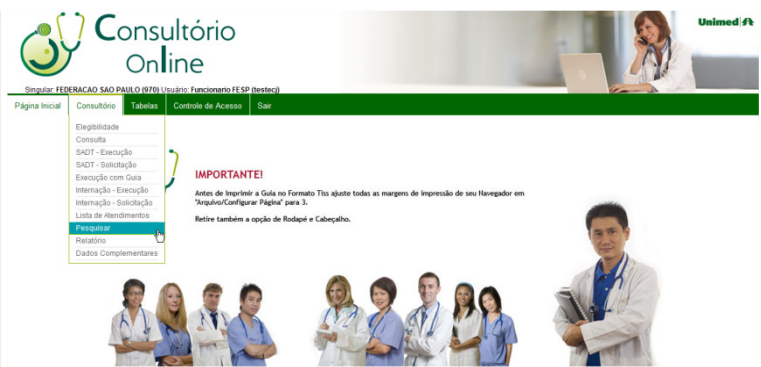 Consultório
Online
Unimed
Singular: FEDERACAO SAO PAULO (970) Usuário: Funcionario FESP (testecj)
Página Inicial Consultório Tabelas Controle de Acesso Sair
Elegibilidade
Consulta
SADT - Execução
SADT - Solicitação
Execução com Guia
Internação - Execução
Internação - Solicitação
Lista de Atendimentos
Pesquisar
Relatório
Dados Complementares
IMPORTANTE!
Antes de Imprimir a Guia no Formato Tiss ajuste todas as margens de impressão de seu Navegador em
"Arquivo/Configurar Página" para 3.
Retire também a opção de Rodapé e Cabeçalho.